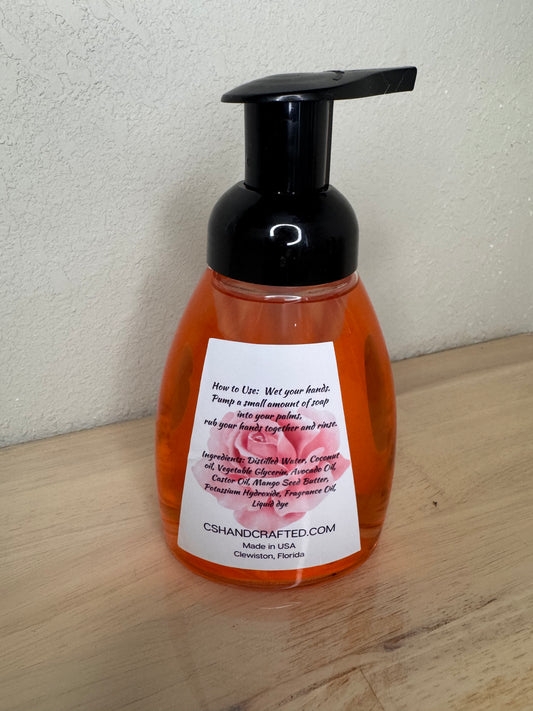 How to Use: Wet your hands.
Pump a small amount of soap
into your palms,
rub your hands together and rinse.
Ingredients: Distilled Water, Coconut
oil, Vegetable Glycerin, Avocado Oil,
Castor Oil, Mango Seed Butter,
Potassium Hydroxide, Fragrance Oil,
Liquid dye
CSHANDCRAFTED.COM
Made in USA
Clewiston, Florida